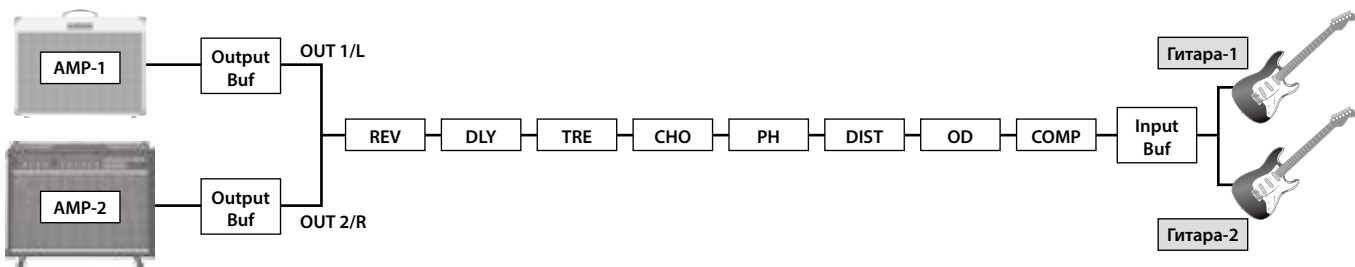 AMP-1
Output
Buf
OUT 1/L
Гитара-1
REV
DLY
TRE
CHO
PH
DIST
OD
COMP
Input
Buf
AMP-2
Output
Buf
OUT 2/R
Гитара-2